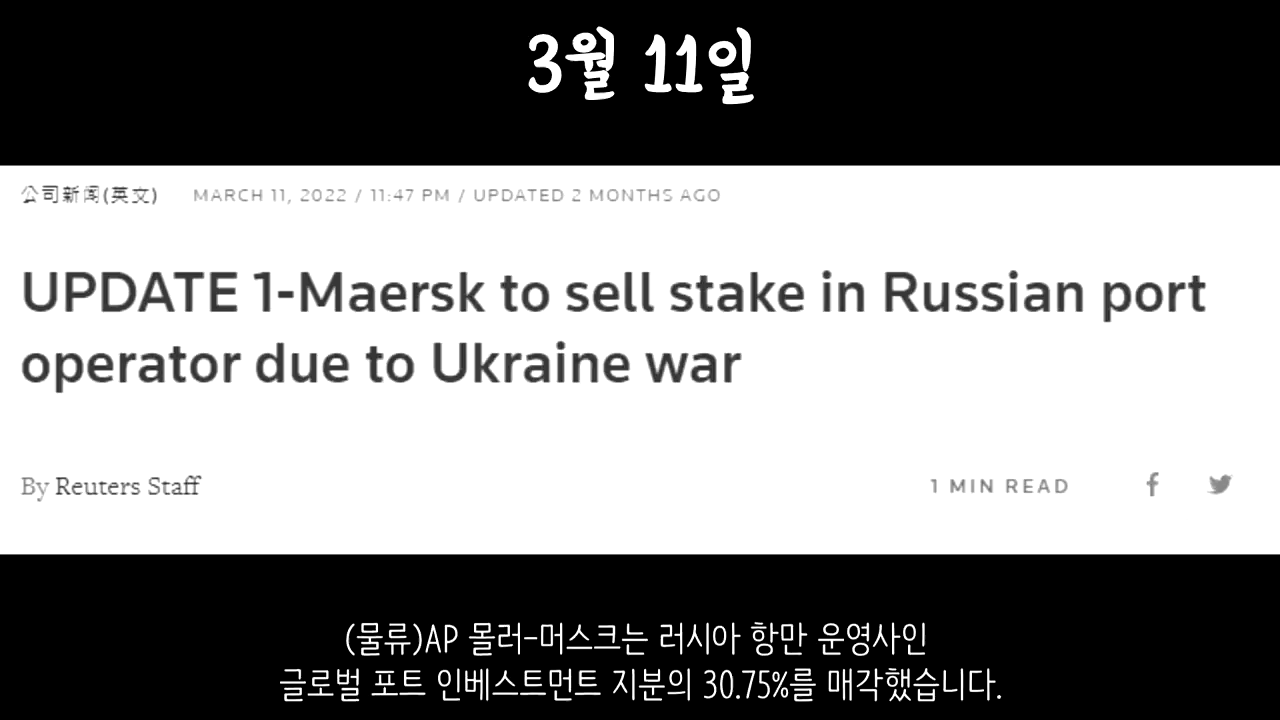 3월 11일
公司新闻(英文) MARCH 11, 2022 / 11:47 PM / UPDATED 2 MONTHS AGO
UPDATE 1-Maersk to sell stake in Russian port
operator due to Ukraine war
By Reuters Staff 1 MIN READ
(물류)AP 몰러-머스크는 러시아 항만 운영사인
글로벌 포트 인베스트먼트 지분의 30.75%를 매각했습니다.